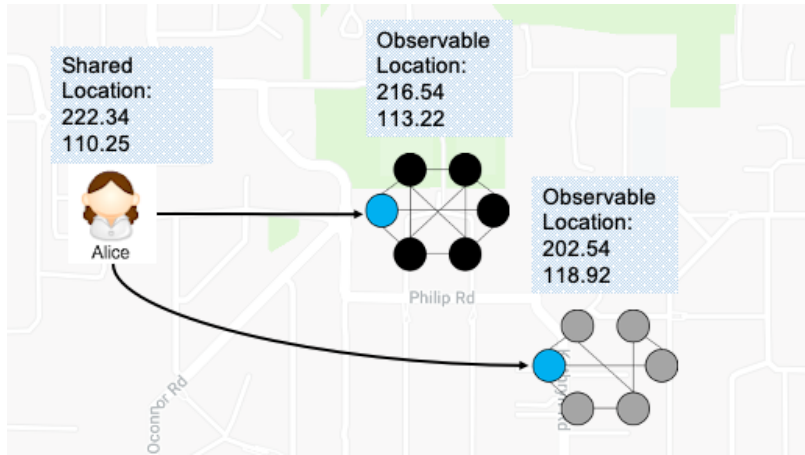 Shared
Location:
222.34
110.25
Alice
Observable
Location:
216.54
113.22
Observable
Location:
202.54
118.92
Philip Rd
Oconnor Rd